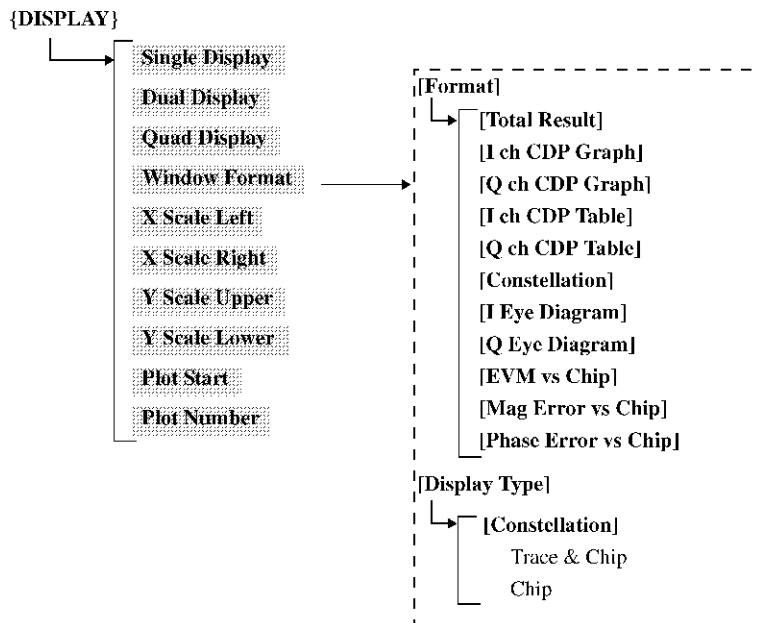 {DISPLAY}
Single Display
Dual Display
Quad Display
Window Format
X Scale Left
X Scale Right
Y Scale Upper
Y Scale Lower
Plot Start
Plot Number
[Format]
[Total Result]
[I ch CDP Graph]
[Q ch CDP Graph]
[I ch CDP Table]
[Q ch CDP Table]
[Constellation]
[I Eye Diagram]
[Q Eye Diagram]
[EVM vs Chip]
[Mag Error vs Chip]
[Phase Error vs Chip]
[Display Type]
[Constellation]
Trace & Chip
Chip